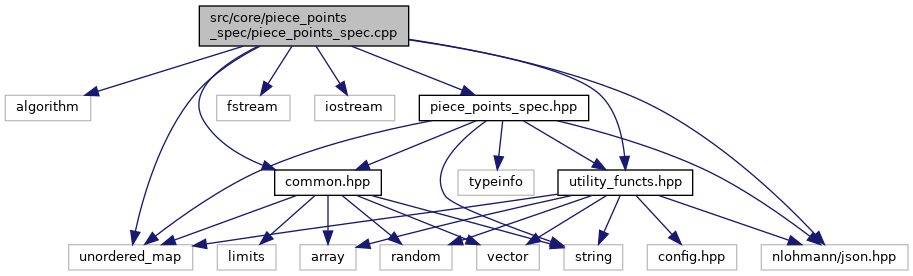 src/core/piece_points
_spec/piece_points_spec.cpp
algorithm
fstream
iostream
piece_points_spec.hpp
common.hpp
typeinfo
utility_functs.hpp
unordered_map
limits
array
random
vector
string
config.hpp
nlohmann/json.hpp